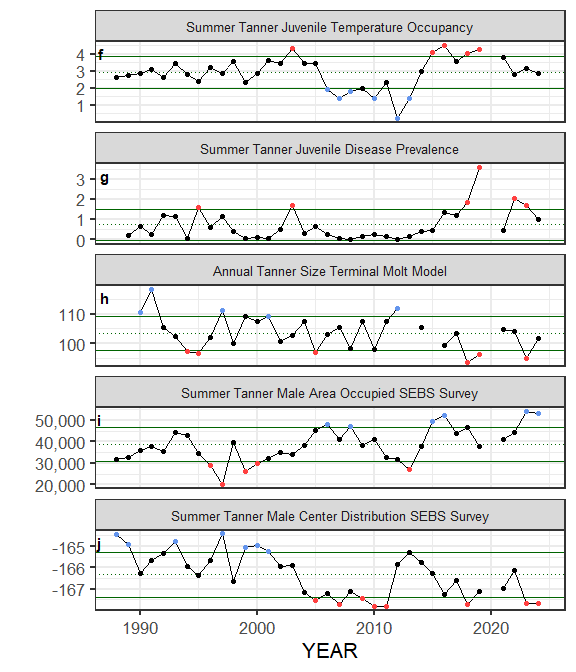 Summer Tanner Juvenile Temperature Occupancy
f
4
3
2
1
Summer Tanner Juvenile Disease Prevalence
g
3
2
1
0
Annual Tanner Size Terminal Molt Model
h
110
100
Summer Tanner Male Area Occupied SEBS Survey
i
50,000
40,000
30,000
20,000
Summer Tanner Male Center Distribution SEBS Survey
j
-165
-166
-167
1990 2000 2010 2020
YEAR